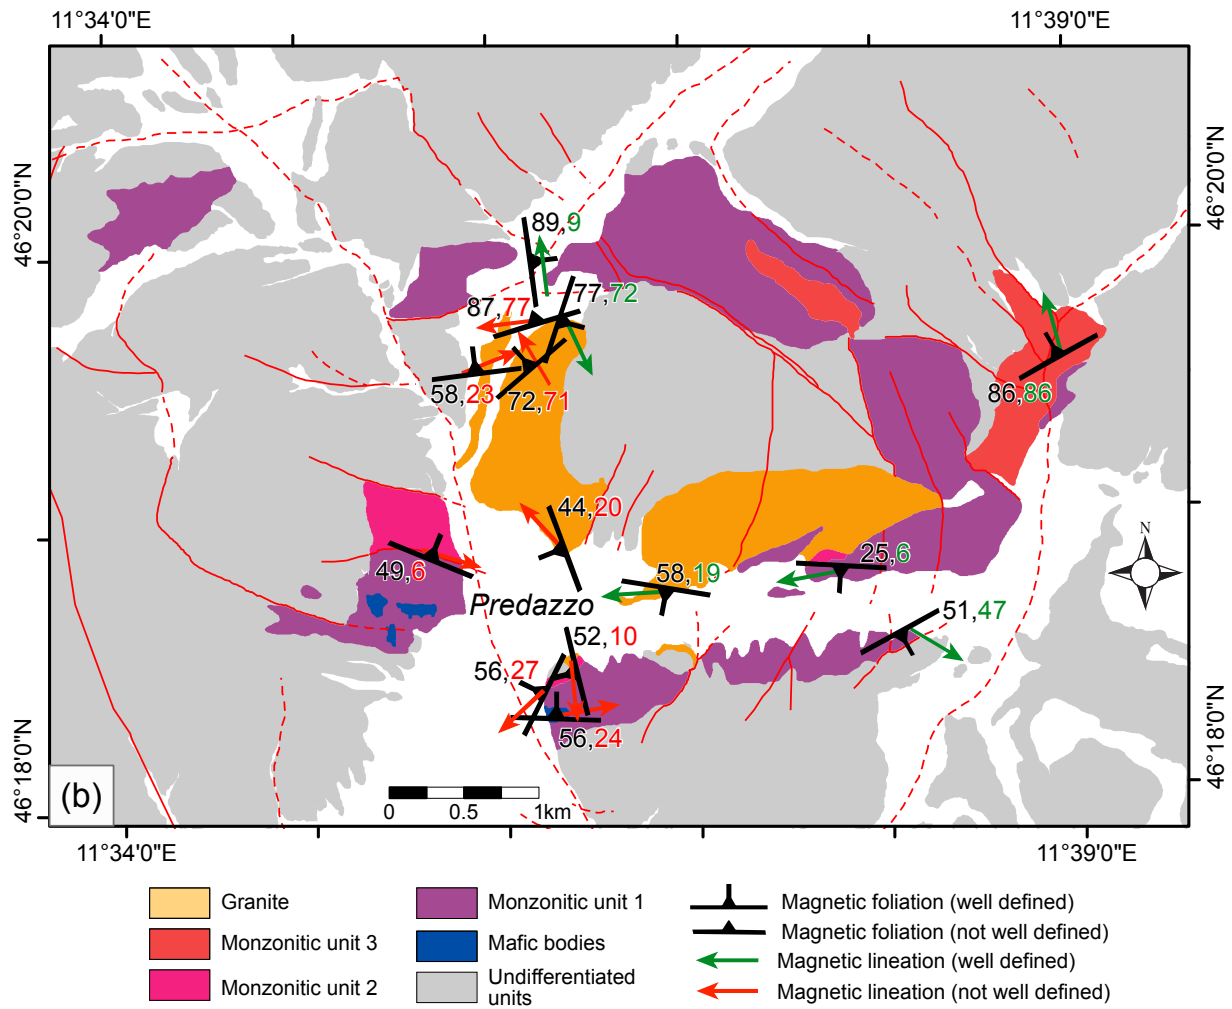 11°34'0"E
11°39'0"E
46°20'0"N
46°20'0"N
89,9
77,72
87,77
58,23
72,71
86,86
44,20
49,6
58,19
25,6
Predazzo
51,47
52,10
56,27
56,24
N
46°18'0"N
46°18'0"N
(b)
0 0.5 1km
11°34'0"E
11°39'0"E
Granite
Monzonitic unit 3
Monzonitic unit 2
Monzonitic unit 1
Mafic bodies
Undifferentiated
units
Magnetic foliation (well defined)
Magnetic foliation (not well defined)
Magnetic lineation (well defined)
Magnetic lineation (not well defined)